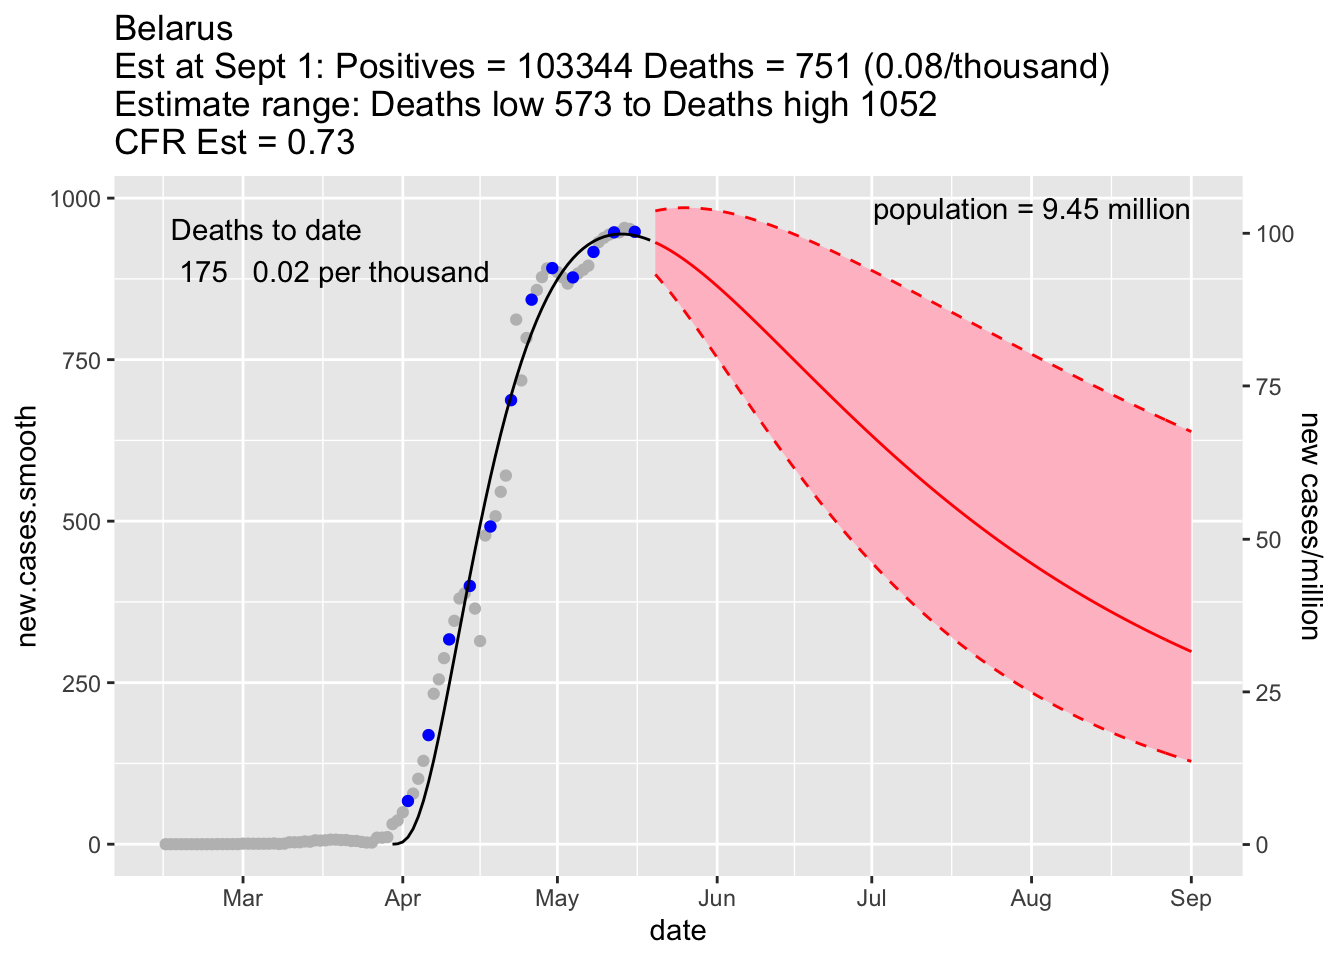 Belarus
Est at Sept 1: Positives = 103344 Deaths = 751 (0.08/thousand)
Estimate range: Deaths low 573 to Deaths high 1052
CFR Est = 0.73
Deaths to date
175 0.02 per thousand
population = 9.45 million
new.cases.smooth
1000
750
500
250
0
new cases/million
100
75
50
25
0
Mar Apr May Jun Jul Aug Sep
date